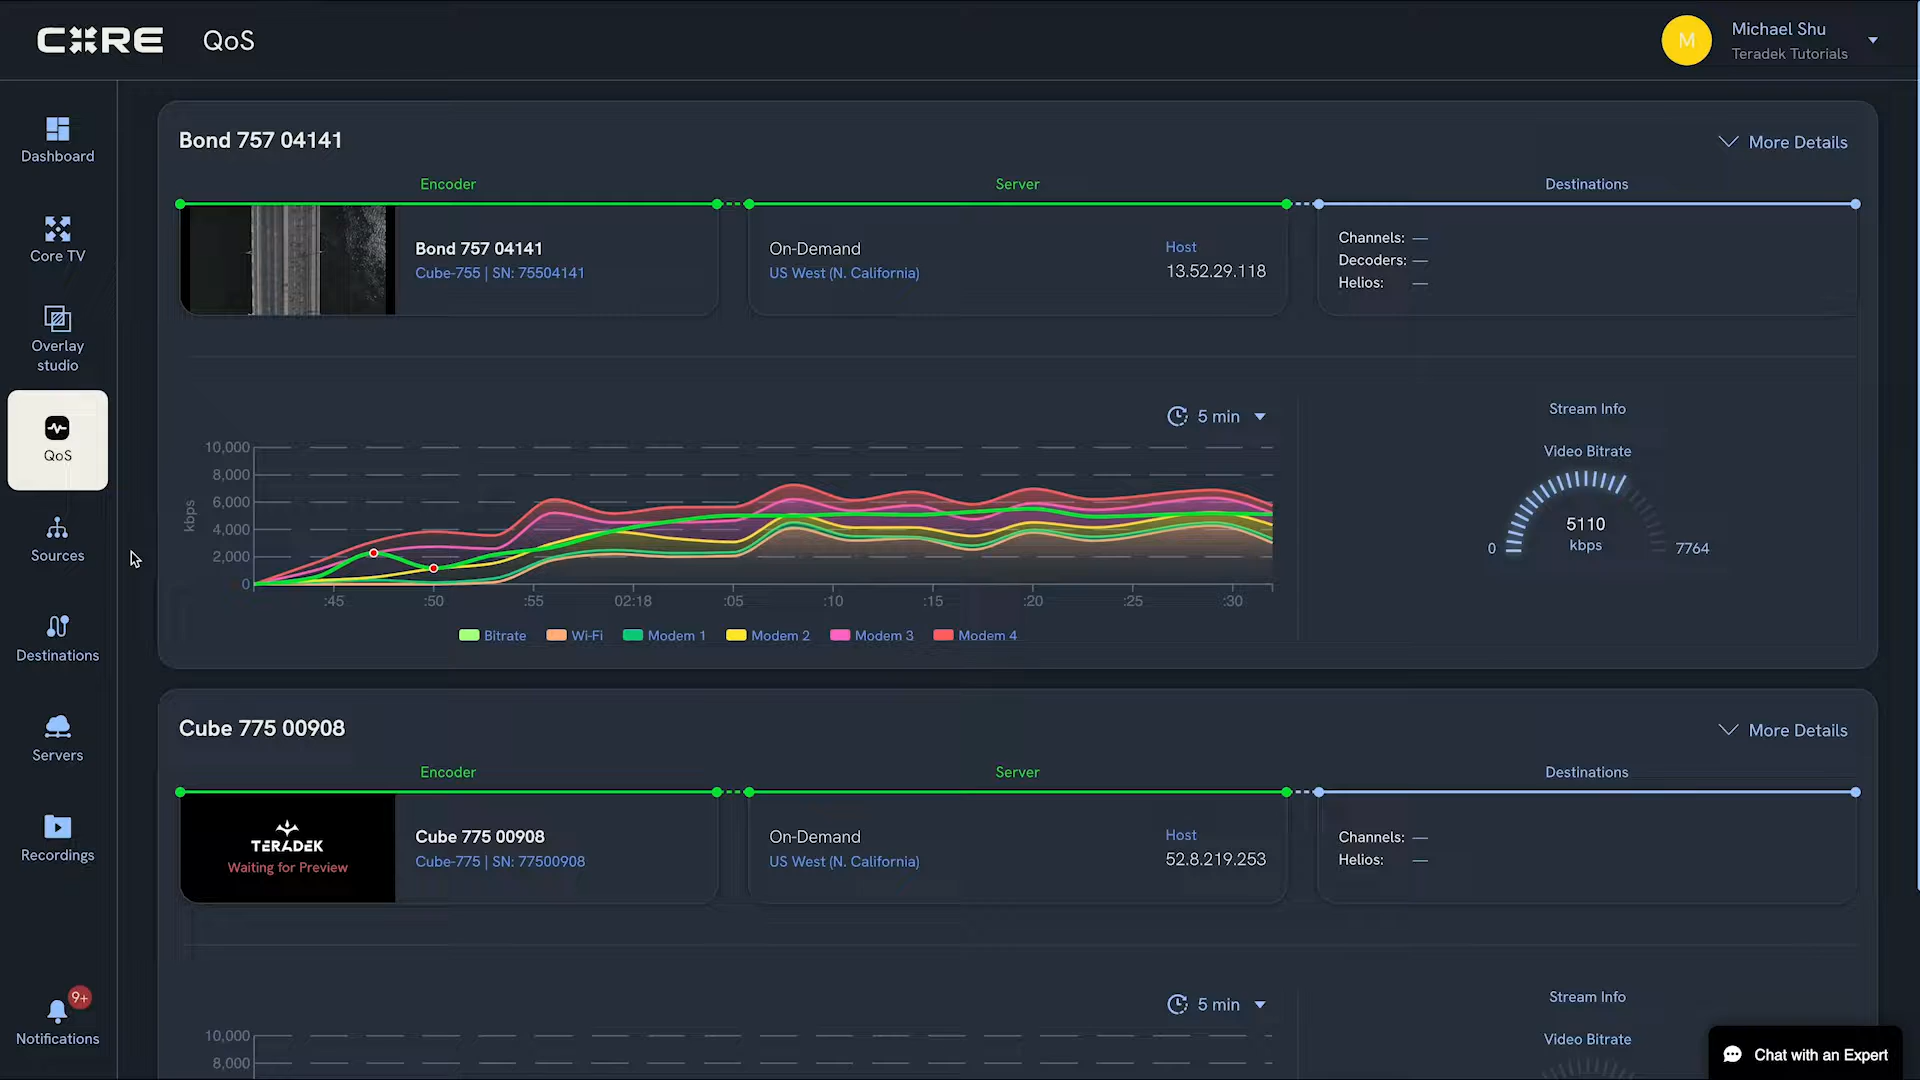 CORE
QoS
M
Michael Shu
Teradek Tutorials
Dashboard
Core TV
Overlay
studio
QoS
Sources
Destinations
Servers
Recordings
9+
Notifications
Bond 757 04141
More Details
Encoder
Server
Destinations
Bond 757 04141
Cube-755 | SN: 75504141
On-Demand
US West (N. California)
Host
13.52.29.118
Channels: —
Decoders: —
Helios: —
5 min
kbps
10,000
8,000
6,000
4,000
2,000
0
:45 :50 :55 02:18 :05 :10 :15 :20 :25 :30
Bitrate Wi-Fi Modem 1 Modem 2 Modem 3 Modem 4
Stream Info
Video Bitrate
5110
kbps
0 7764
Cube 775 00908
More Details
Encoder
Server
Destinations
TERADEK
Waiting for Preview
Cube 775 00908
Cube-775 | SN: 77500908
On-Demand
US West (N. California)
Host
52.8.219.253
Channels: —
Helios: —
5 min
10,000
8,000
Stream Info
Video Bitrate
Chat with an Expert